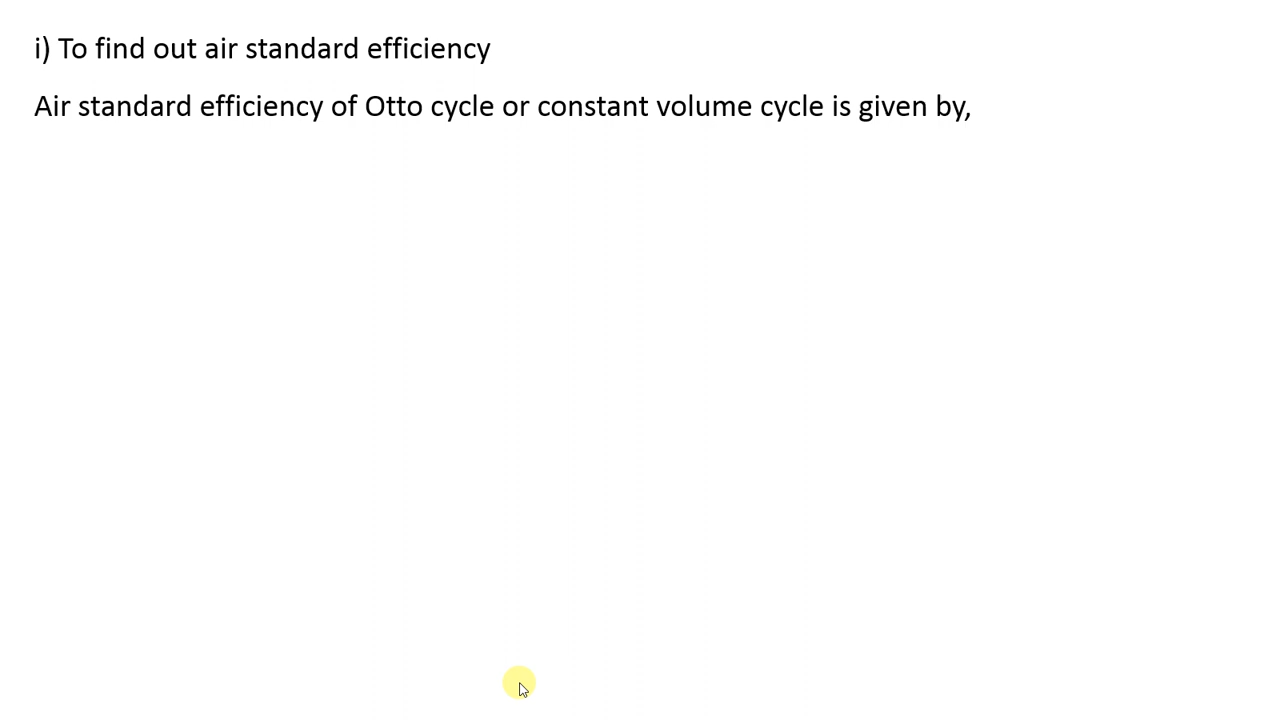 i) To find out air standard efficiency
Air standard efficiency of Otto cycle or constant volume cycle is given by,